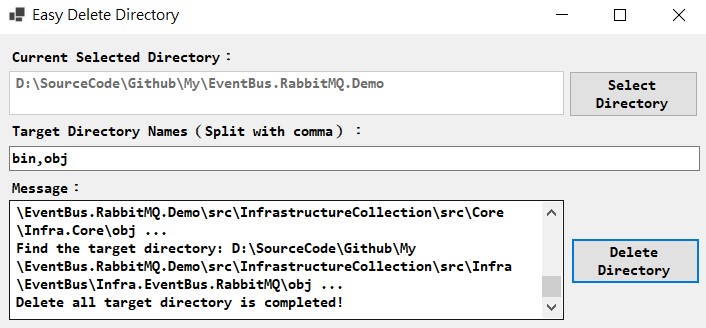 Easy Delete Directory
Current Selected Directory：
D:\SourceCode\Github\My\EventBus.RabbitMQ.Demo
Select
Directory
Target Directory Names（Split with comma）：
bin,obj
Message：
\EventBus.RabbitMQ.Demo\src\InfrastructureCollection\src\Core
\Infra.Core\obj ...
Find the target directory: D:\SourceCode\Github\My
\EventBus.RabbitMQ.Demo\src\InfrastructureCollection\src\Infra
\EventBus\Infra.EventBus.RabbitMQ\obj ...
Delete all target directory is completed!
Delete
Directory